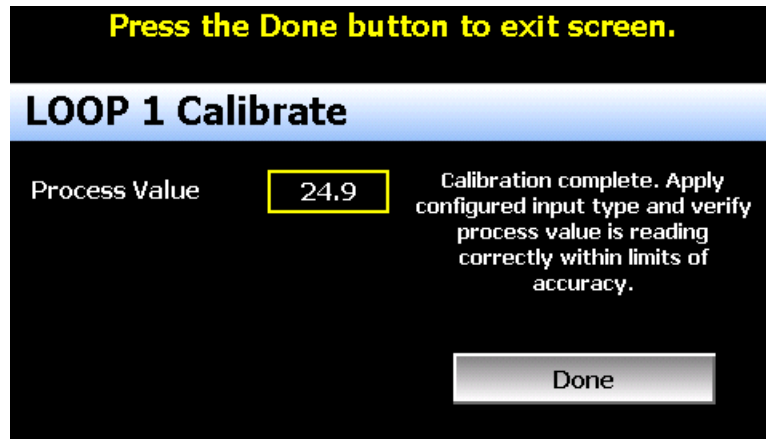 Press the Done button to exit screen.
LOOP 1 Calibrate
Process Value
24.9
Calibration complete. Apply
configured input type and verify
process value is reading
correctly within limits of
accuracy.
Done